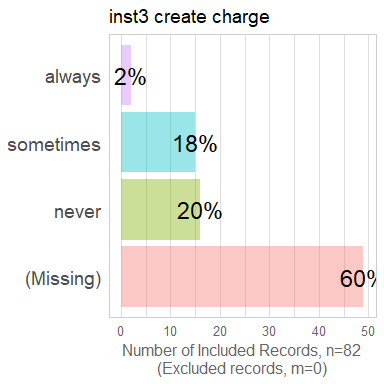 inst3 create charge
always
2%
sometimes
18%
never
20%
(Missing)
60%
0 10 20 30 40 50
Number of Included Records, n=82
(Excluded records, m=0)